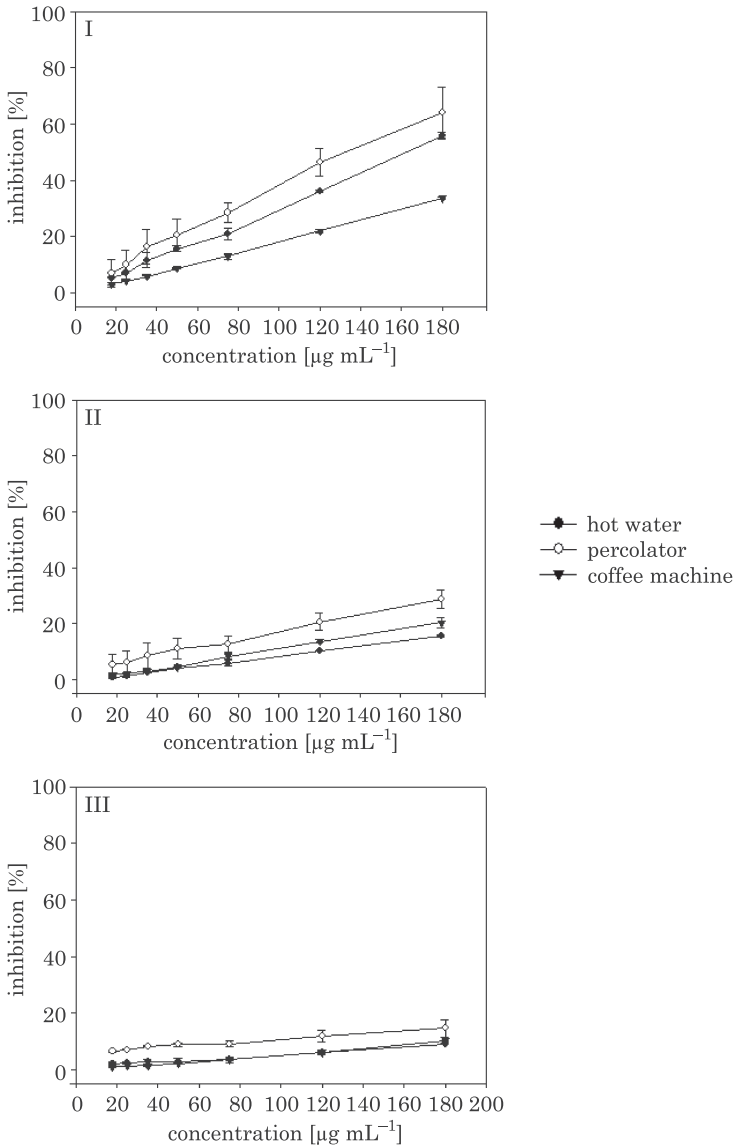 100
I
80
60
40
20
0
inhibition [%]
0 20 40 60 80 100 120 140 160 180
concentration [µg mL⁻¹]
100
II
80
60
40
20
0
inhibition [%]
0 20 40 60 80 100 120 140 160 180
concentration [µg mL⁻¹]
hot water
percolator
coffee machine
100
III
80
60
40
20
0
inhibition [%]
0 20 40 60 80 100 120 140 160 180 200
concentration [µg mL⁻¹]